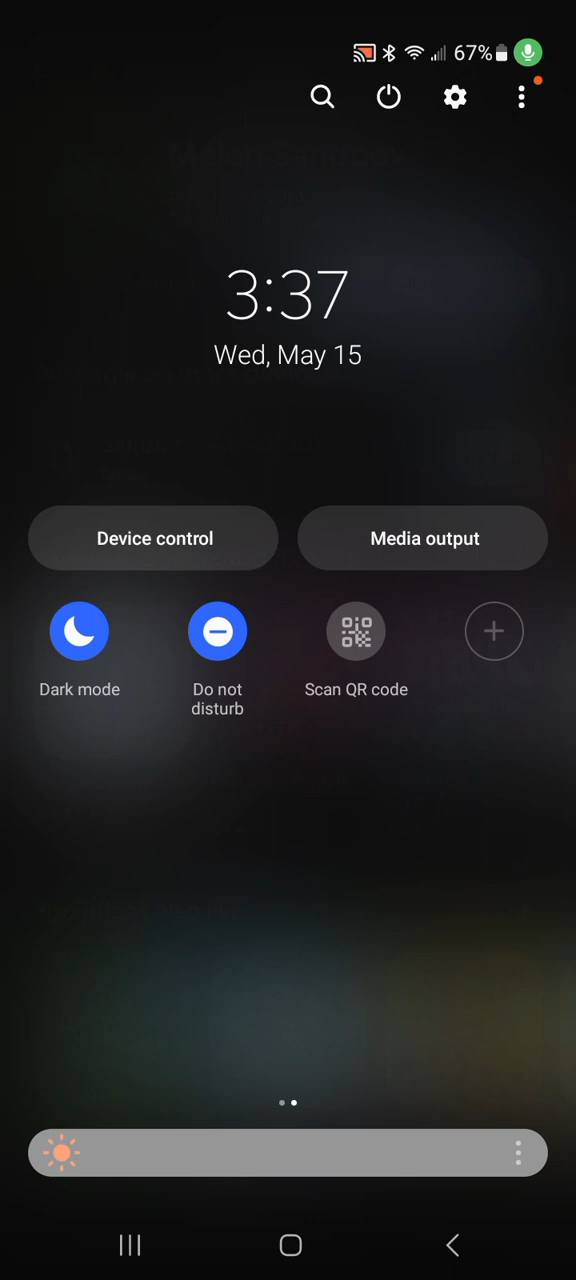 67%
3:37
Wed, May 15
Device control
Media output
Dark mode
Do not
disturb
Scan QR code